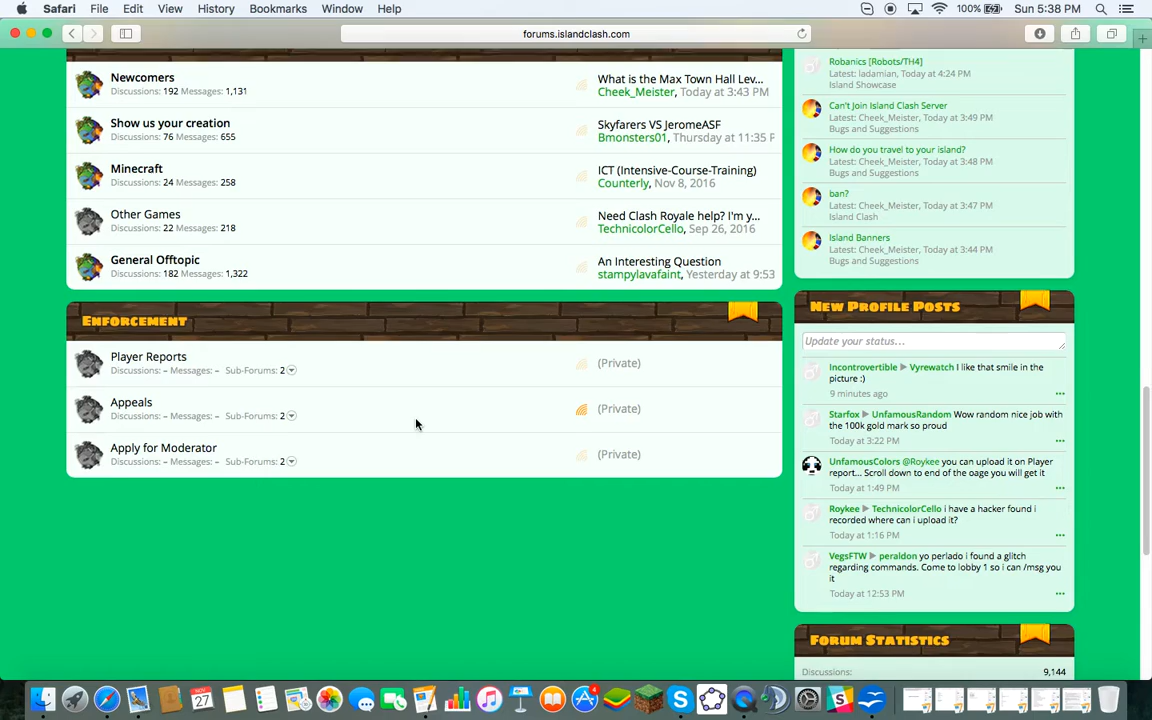 Safari File Edit View History Bookmarks Window Help 100% Sun 5:38 PM
forums.islandclash.com
Newcomers
Discussions: 192 Messages: 1,131
What is the Max Town Hall Lev...
Cheek_Meister, Today at 3:43 PM
Show us your creation
Discussions: 76 Messages: 655
Skyfarers VS JeromeASF
Bmonsters01, Thursday at 11:35 P
Minecraft
Discussions: 24 Messages: 258
ICT (Intensive-Course-Training)
Counterly, Nov 8, 2016
Other Games
Discussions: 22 Messages: 218
Need Clash Royale help? I'm y...
TechnicolorCello, Sep 26, 2016
General Offtopic
Discussions: 182 Messages: 1,322
An Interesting Question
stampylavafaint, Yesterday at 9:53
Enforcement
Player Reports
Discussions: – Messages: – Sub-Forums: 2
(Private)
Appeals
Discussions: – Messages: – Sub-Forums: 2
(Private)
Apply for Moderator
Discussions: – Messages: – Sub-Forums: 2
(Private)
Robanics [Robots/TH4]
Latest: ladamian, Today at 4:24 PM
Island Showcase
Can't Join Island Clash Server
Latest: Cheek_Meister, Today at 3:49 PM
Bugs and Suggestions
How do you travel to your island?
Latest: Cheek_Meister, Today at 3:48 PM
Bugs and Suggestions
ban?
Latest: Cheek_Meister, Today at 3:47 PM
Island Clash
Island Banners
Latest: Cheek_Meister, Today at 3:44 PM
Bugs and Suggestions
New Profile Posts
Update your status...
Incontrovertible Vyrewatch I like that smile in the
picture :)
9 minutes ago
Starfox UnfamousRandom Wow random nice job with
the 100k gold mark so proud
Today at 3:22 PM
UnfamousColors @Roykee you can upload it on Player
report... Scroll down to end of the oage you will get it
Today at 1:49 PM
Roykee TechnicolorCello i have a hacker found i
recorded where can i upload it?
Today at 1:16 PM
VegsFTW peraldon yo perlado i found a glitch
regarding commands. Come to lobby 1 so i can /msg you
it
Today at 12:53 PM
Forum Statistics
Discussions: 9,144
NOV
27
4